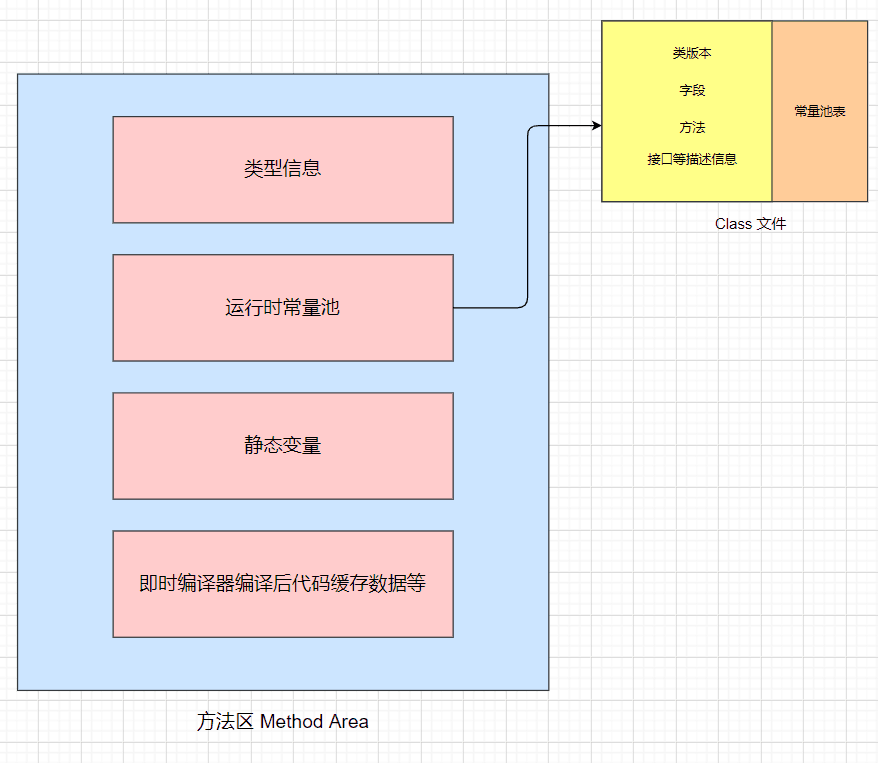 类版本
字段
方法
接口等描述信息
常量池表
Class 文件
类型信息
运行时常量池
静态变量
即时编译器编译后代码缓存数据等
方法区 Method Area